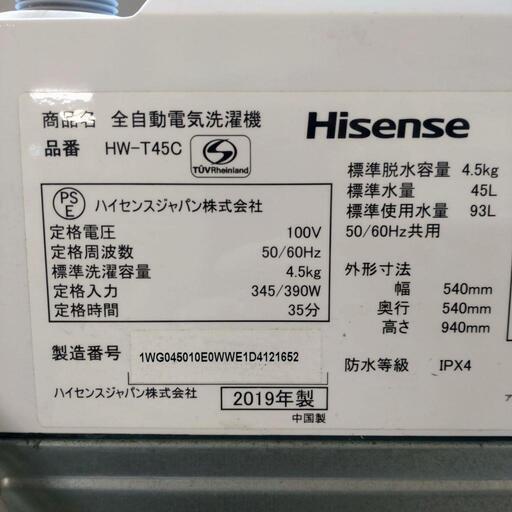 商品名 全自動電気洗濯機
品番 HW-T45C
TÜVRheinland
PS
E
ハイセンスジャパン株式会社
定格電圧 100V
定格周波数 50/60Hz
標準洗濯容量 4.5kg
定格入力 345/390W
定格時間 35分
製造番号 1WG045010E0WWE1D4121652
ハイセンスジャパン株式会社 2019年製
中国製
Hisense
標準脱水容量 4.5kg
標準水量 45L
標準使用水量 93L
50/60Hz共用
外形寸法
幅 540mm
奥行 540mm
高さ 940mm
防水等級 IPX4
ア